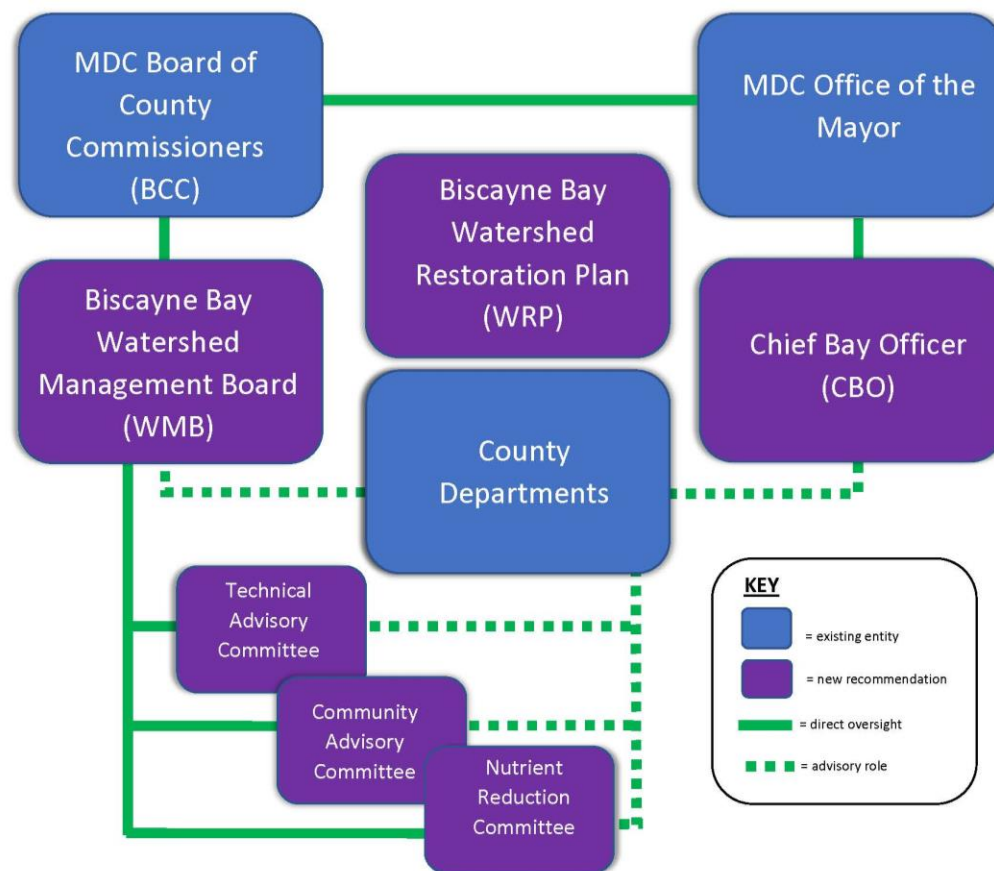 MDC Board of
County
Commissioners
(BCC)
MDC Office of the
Mayor
Biscayne Bay
Watershed
Restoration Plan
(WRP)
Biscayne Bay
Watershed
Management Board
(WMB)
Chief Bay Officer
(CBO)
County
Departments
Technical
Advisory
Committee
Community
Advisory
Committee
Nutrient
Reduction
Committee
KEY
= existing entity
= new recommendation
= direct oversight
= advisory role